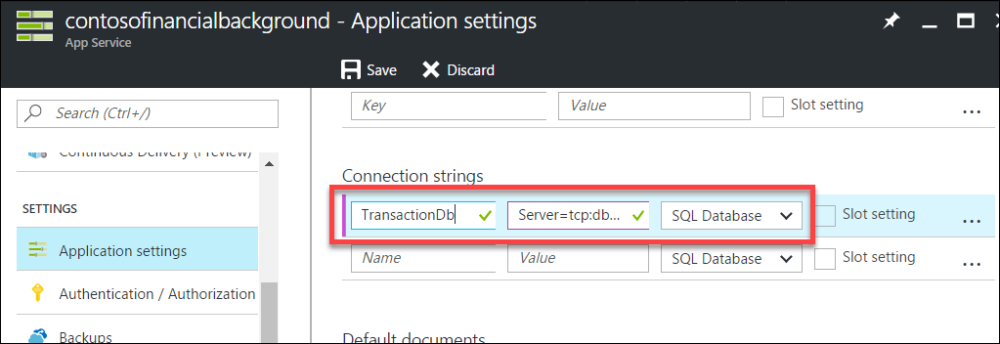 contosofinancialbackground - Application settings
App Service
Save Discard
Search (Ctrl+/)
Key Value Slot setting ...
Continuous Delivery (Preview)
Connection strings
SETTINGS
TransactionDb Server=tcp:db... SQL Database Slot setting ...
Application settings
Name Value SQL Database Slot setting ...
Authentication / Authorization
Backups
Default documents